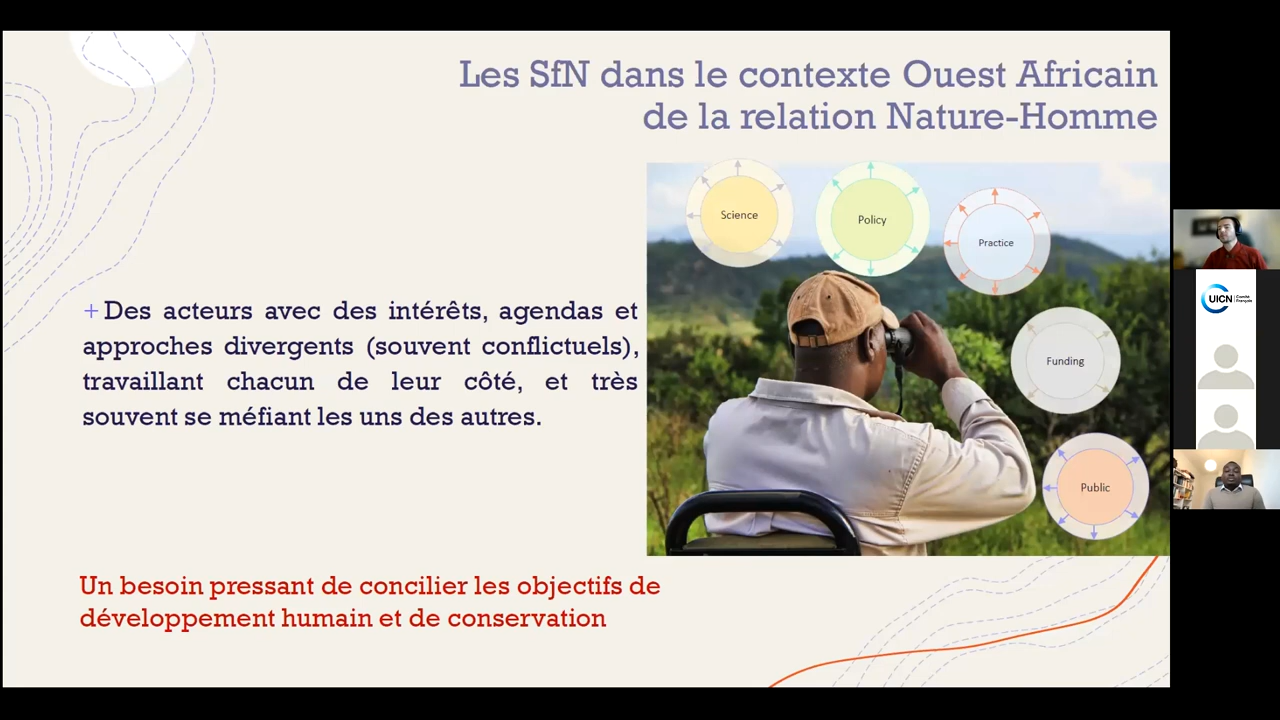 Les SfN dans le contexte Ouest Africain
de la relation Nature-Homme
Science
Policy
Practice
Funding
Public
+ Des acteurs avec des intérêts, agendas et
approches divergents (souvent conflictuels),
travaillant chacun de leur côté, et très
souvent se méfiant les uns des autres.
Un besoin pressant de concilier les objectifs de
développement humain et de conservation
UICN
Comité
Français